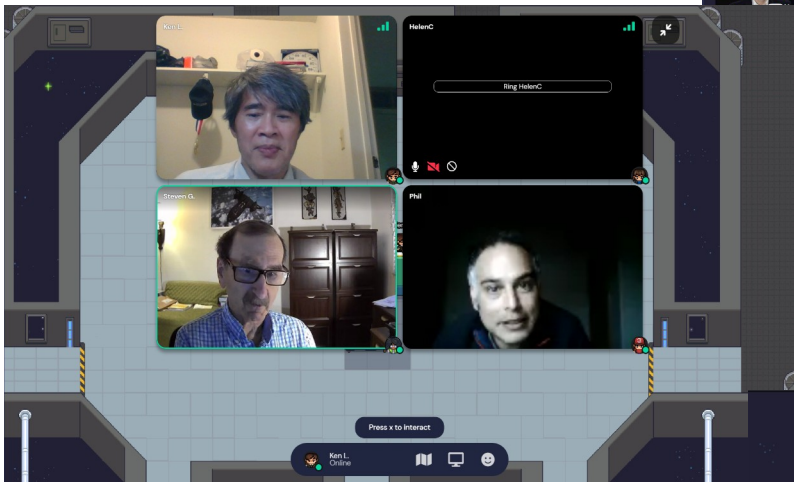 Ken L.
HelenC
Ring HelenC
Steven G.
Phil
Press x to interact
Ken L.
Online